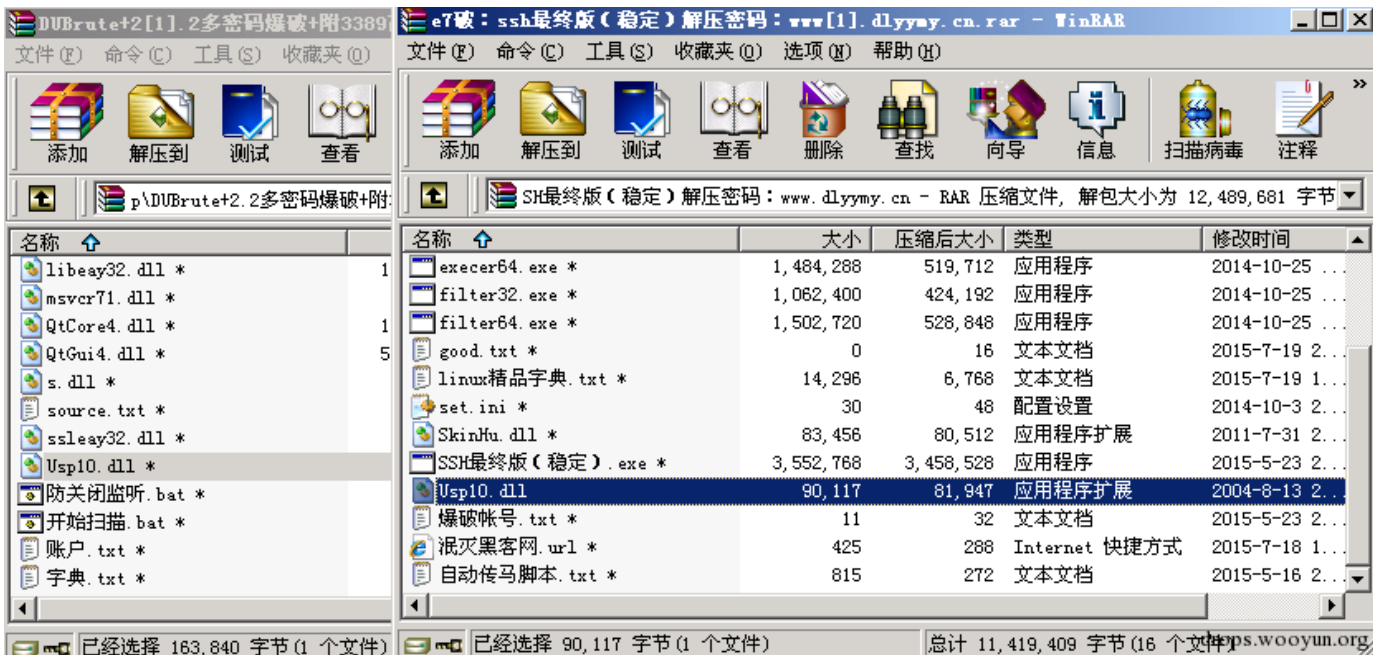 DUBrute+2[1].2多密码爆破+附3389
文件(F) 命令(C) 工具(S) 收藏夹(O)
添加 解压到 测试 查看
p\DUBrute+2.2多密码爆破+附
名称
libeay32.dll * 1
msvcr71.dll *
QtCore4.dll * 1
QtGui4.dll * 5
s.dll *
source.txt *
ssleay32.dll *
Usp10.dll *
防关闭监听.bat *
开始扫描.bat *
账户.txt *
字典.txt *
已经选择 163,840 字节(1 个文件)
e7破：ssh最终版(稳定)解压密码：www[1].dlyymy.cn.rar - WinRAR
文件(F) 命令(C) 工具(S) 收藏夹(O) 选项(N) 帮助(H)
添加 解压到 测试 查看 删除 查找 向导 信息 扫描病毒 注释 »
SH最终版(稳定)解压密码：www.dlyymy.cn - RAR 压缩文件, 解包大小为 12,489,681 字节
名称 大小 压缩后大小 类型 修改时间
execer64.exe * 1,484,288 519,712 应用程序 2014-10-25 ...
filter32.exe * 1,062,400 424,192 应用程序 2014-10-25 ...
filter64.exe * 1,502,720 528,848 应用程序 2014-10-25 ...
good.txt * 0 16 文本文档 2015-7-19 2...
linux精品字典.txt * 14,296 6,768 文本文档 2015-7-19 1...
set.ini * 30 48 配置设置 2014-10-3 2...
SkinHu.dll * 83,456 80,512 应用程序扩展 2011-7-31 2...
SSH最终版(稳定).exe * 3,552,768 3,458,528 应用程序 2015-5-23 2...
Usp10.dll 90,117 81,947 应用程序扩展 2004-8-13 2...
爆破帐号.txt * 11 32 文本文档 2015-5-23 2...
泯灭黑客网.url * 425 288 Internet 快捷方式 2015-7-18 1...
自动传马脚本.txt * 815 272 文本文档 2015-5-16 2...
已经选择 90,117 字节(1 个文件) 总计 11,419,409 字节(16 个文件)
drops.wooyun.org